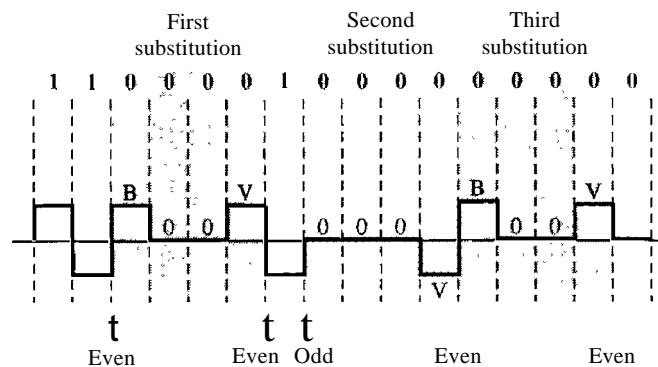 First substitution
Second substitution
Third substitution
1 1 0 0 0 0 1 0 0 0 0 0 0 0 0 0
B V B V
0 0 0 0 0 0 0
V
t t t
Even Even Odd Even Even